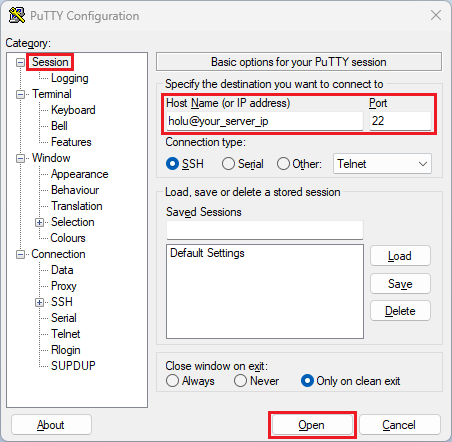 PuTTY Configuration
Category:
Session
Logging
Terminal
Keyboard
Bell
Features
Window
Appearance
Behaviour
Translation
Selection
Colours
Connection
Data
Proxy
SSH
Serial
Telnet
Rlogin
SUPDUP
Basic options for your PuTTY session
Specify the destination you want to connect to
Host Name (or IP address) Port
holu@your_server_ip 22
Connection type:
SSH Serial Other: Telnet
Load, save or delete a stored session
Saved Sessions
Default Settings
Load
Save
Delete
Close window on exit:
Always Never Only on clean exit
About Open Cancel